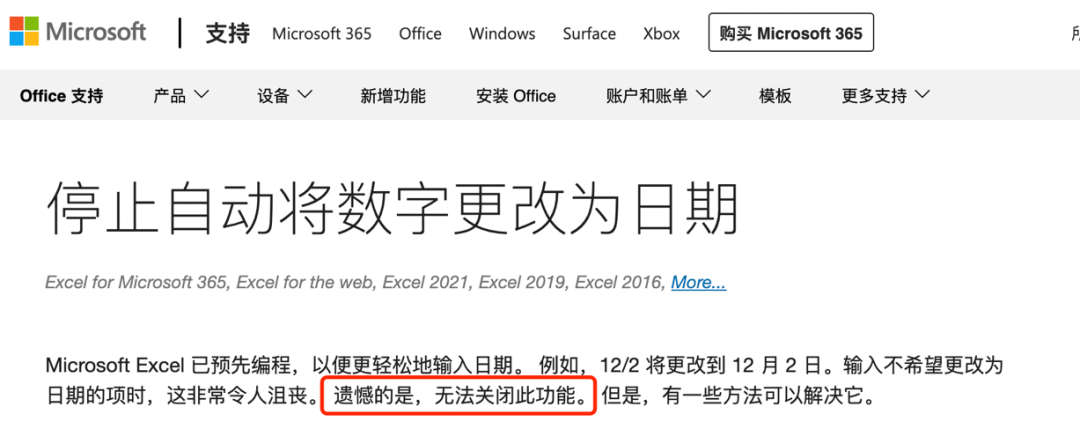 Microsoft | 支持 Microsoft 365 Office Windows Surface Xbox 购买 Microsoft 365
Office 支持 产品 设备 新增功能 安装 Office 账户和账单 模板 更多支持
停止自动将数字更改为日期
Excel for Microsoft 365, Excel for the web, Excel 2021, Excel 2019, Excel 2016, More...
Microsoft Excel 已预先编程，以便更轻松地输入日期。 例如，12/2 将更改到 12 月 2 日。输入不希望更改为
日期的项时，这非常令人沮丧。 遗憾的是，无法关闭此功能。 但是，有一些方法可以解决它。